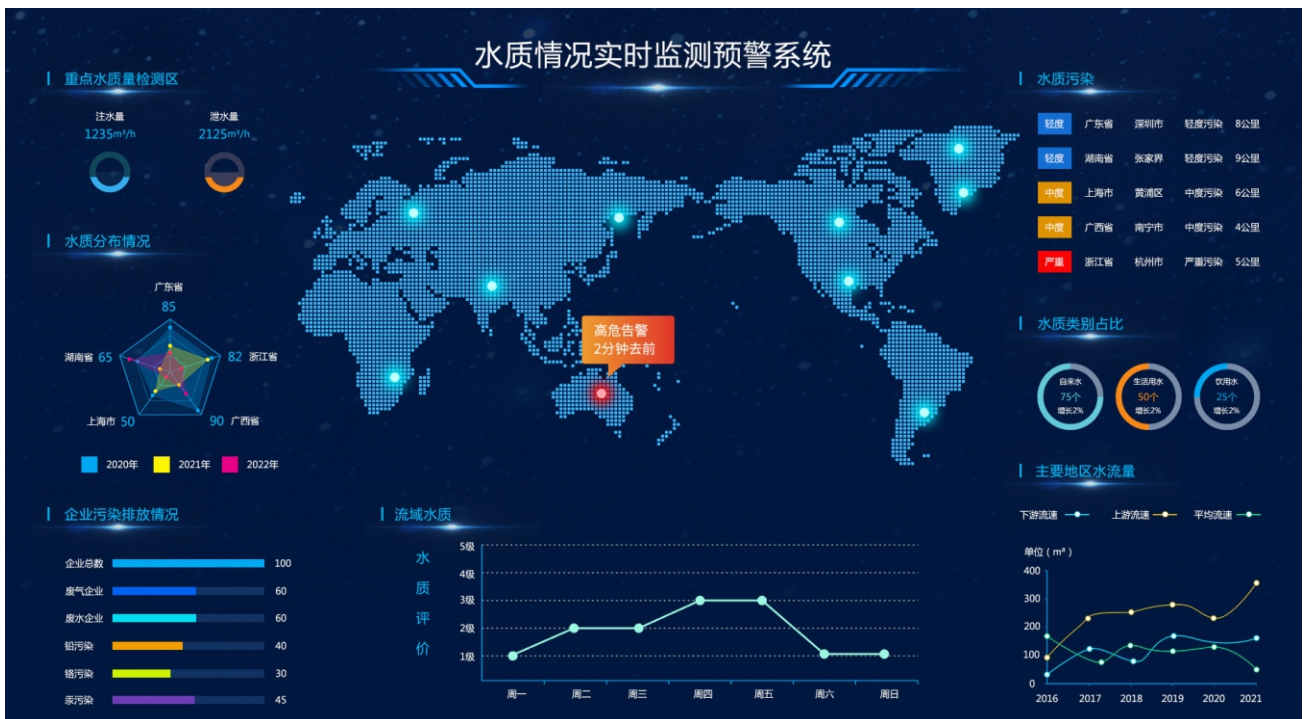 水质情况实时监测预警系统
重点水质量检测区
注水量 泄水量
1235m³/h 2125m³/h
水质分布情况
广东省
85
湖南省 65 82 浙江省
上海市 50 90 广西省
2020年 2021年 2022年
企业污染排放情况
企业总数 100
废气企业 60
废水企业 60
铅污染 40
铬污染 30
汞污染 45
高危告警
2分钟去前
流域水质
水质评价
5级
4级
3级
2级
1级
周一 周二 周三 周四 周五 周六 周日
水质污染
轻度 广东省 深圳市 轻度污染 8公里
轻度 湖南省 张家界 轻度污染 9公里
中度 上海市 黄浦区 中度污染 6公里
中度 广西省 南宁市 中度污染 4公里
严重 浙江省 杭州市 严重污染 5公里
水质类别占比
自来水 生活用水 饮用水
75个 50个 25个
增长2% 增长2% 增长2%
主要地区水流量
下游流速 上游流速 平均流速
单位（m³）
400
300
200
100
0
2016 2017 2018 2019 2020 2021